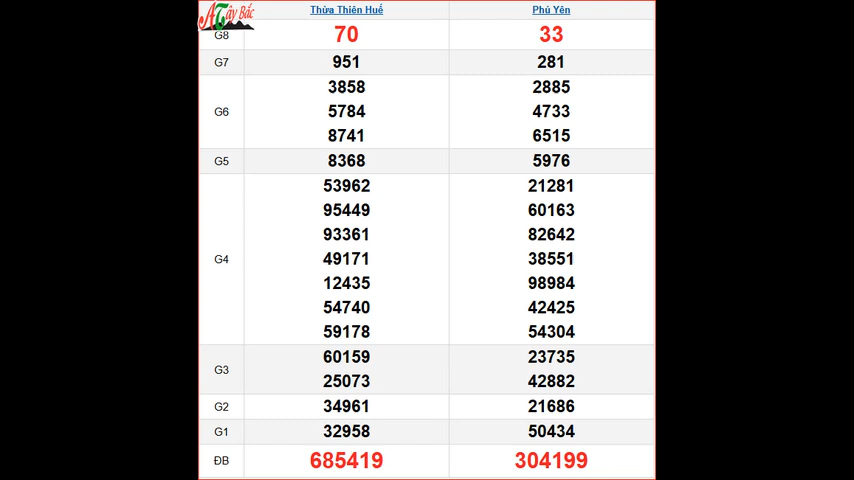 ATây Bắc
Thừa Thiên Huế Phú Yên
G8 70 33
G7 951 281
3858 2885
G6 5784 4733
8741 6515
G5 8368 5976
53962 21281
95449 60163
93361 82642
G4 49171 38551
12435 98984
54740 42425
59178 54304
G3
60159 23735
25073 42882
G2 34961 21686
G1 32958 50434
ĐB 685419 304199